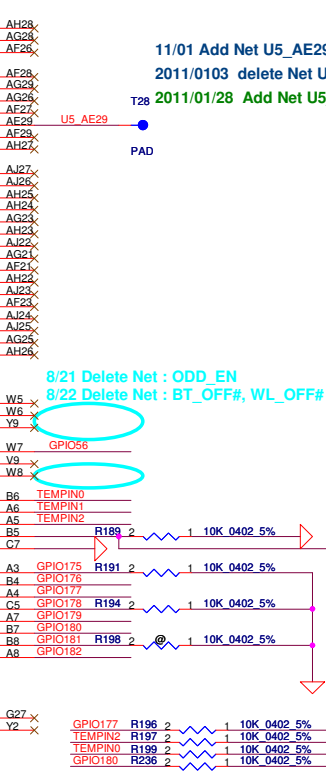 AH28
AG28
AF26
11/01 Add Net U5_AE29
AF28
2011/0103 delete Net U
AG29
AG26
T28 2011/01/28 Add Net U5
AF27
AE29 U5_AE29
AF29
AH27
PAD
AJ27
AJ26
AH25
AH24
AG23
AH23
AJ22
AG21
AF21
AH22
AJ23
AF23
AJ24
AJ25
AG25
AH26
8/21 Delete Net : ODD_EN
8/22 Delete Net : BT_OFF#, WL_OFF#
W5
W6
Y9
W7 GPIO56
V9
W8
B6 TEMPIN0
A6 TEMPIN1
A5 TEMPIN2
B5 R189 2 1 10K_0402_5%
C7
A3 GPIO175 R191 2 1 10K_0402_5%
B4 GPIO176
A4 GPIO177
C5 GPIO178 R194 2 1 10K_0402_5%
A7 GPIO179
B7 GPIO180
B8 GPIO181 R198 2 @ 1 10K_0402_5%
A8 GPIO182
G27
Y2
GPIO177 R196 2 1 10K_0402_5%
TEMPIN2 R197 2 1 10K_0402_5%
TEMPIN0 R199 2 1 10K_0402_5%
GPIO180 R236 2 1 10K_0402_5%